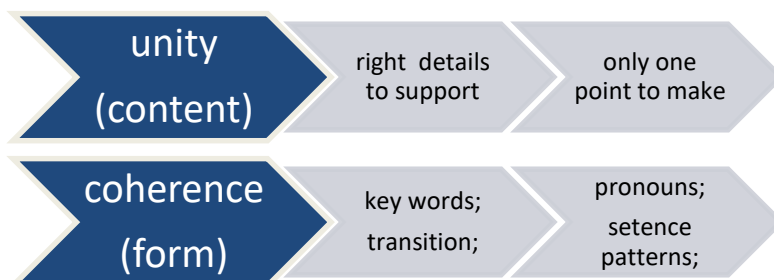 unity
(content)
right details
to support
only one
point to make
coherence
(form)
key words;
transition;
pronouns;
setence
patterns;